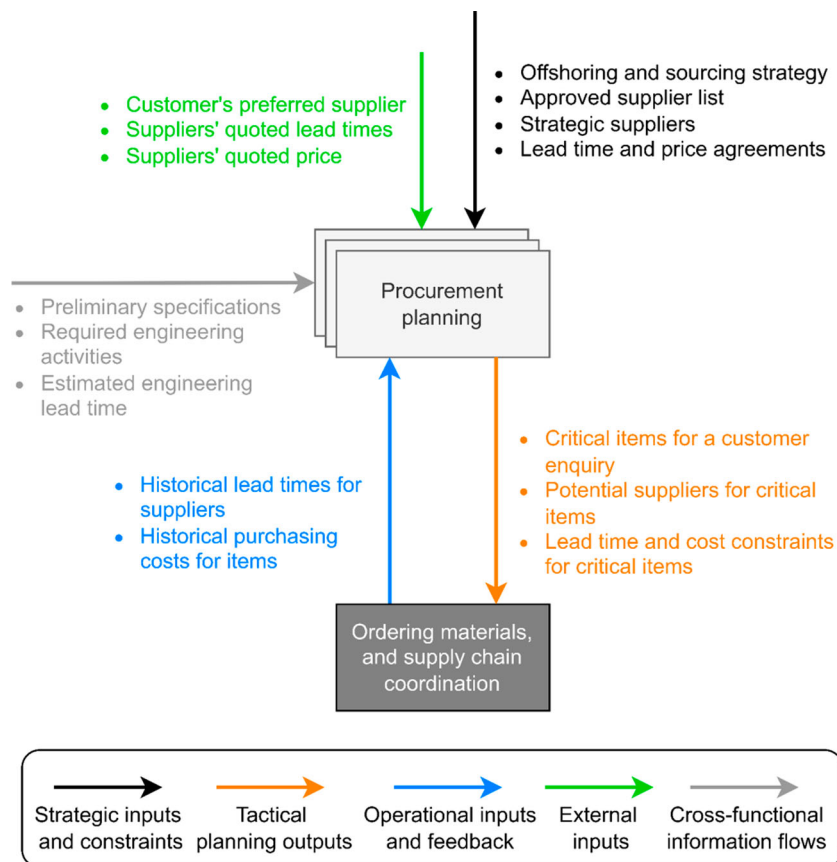 • Customer's preferred supplier
• Suppliers' quoted lead times
• Suppliers' quoted price
• Offshoring and sourcing strategy
• Approved supplier list
• Strategic suppliers
• Lead time and price agreements
• Preliminary specifications
• Required engineering
activities
• Estimated engineering
lead time
Procurement
planning
• Historical lead times for
suppliers
• Historical purchasing
costs for items
• Critical items for a customer
enquiry
• Potential suppliers for critical
items
• Lead time and cost constraints
for critical items
Ordering materials,
and supply chain
coordination
Strategic inputs
and constraints
Tactical
planning outputs
Operational inputs
and feedback
External
inputs
Cross-functional
information flows